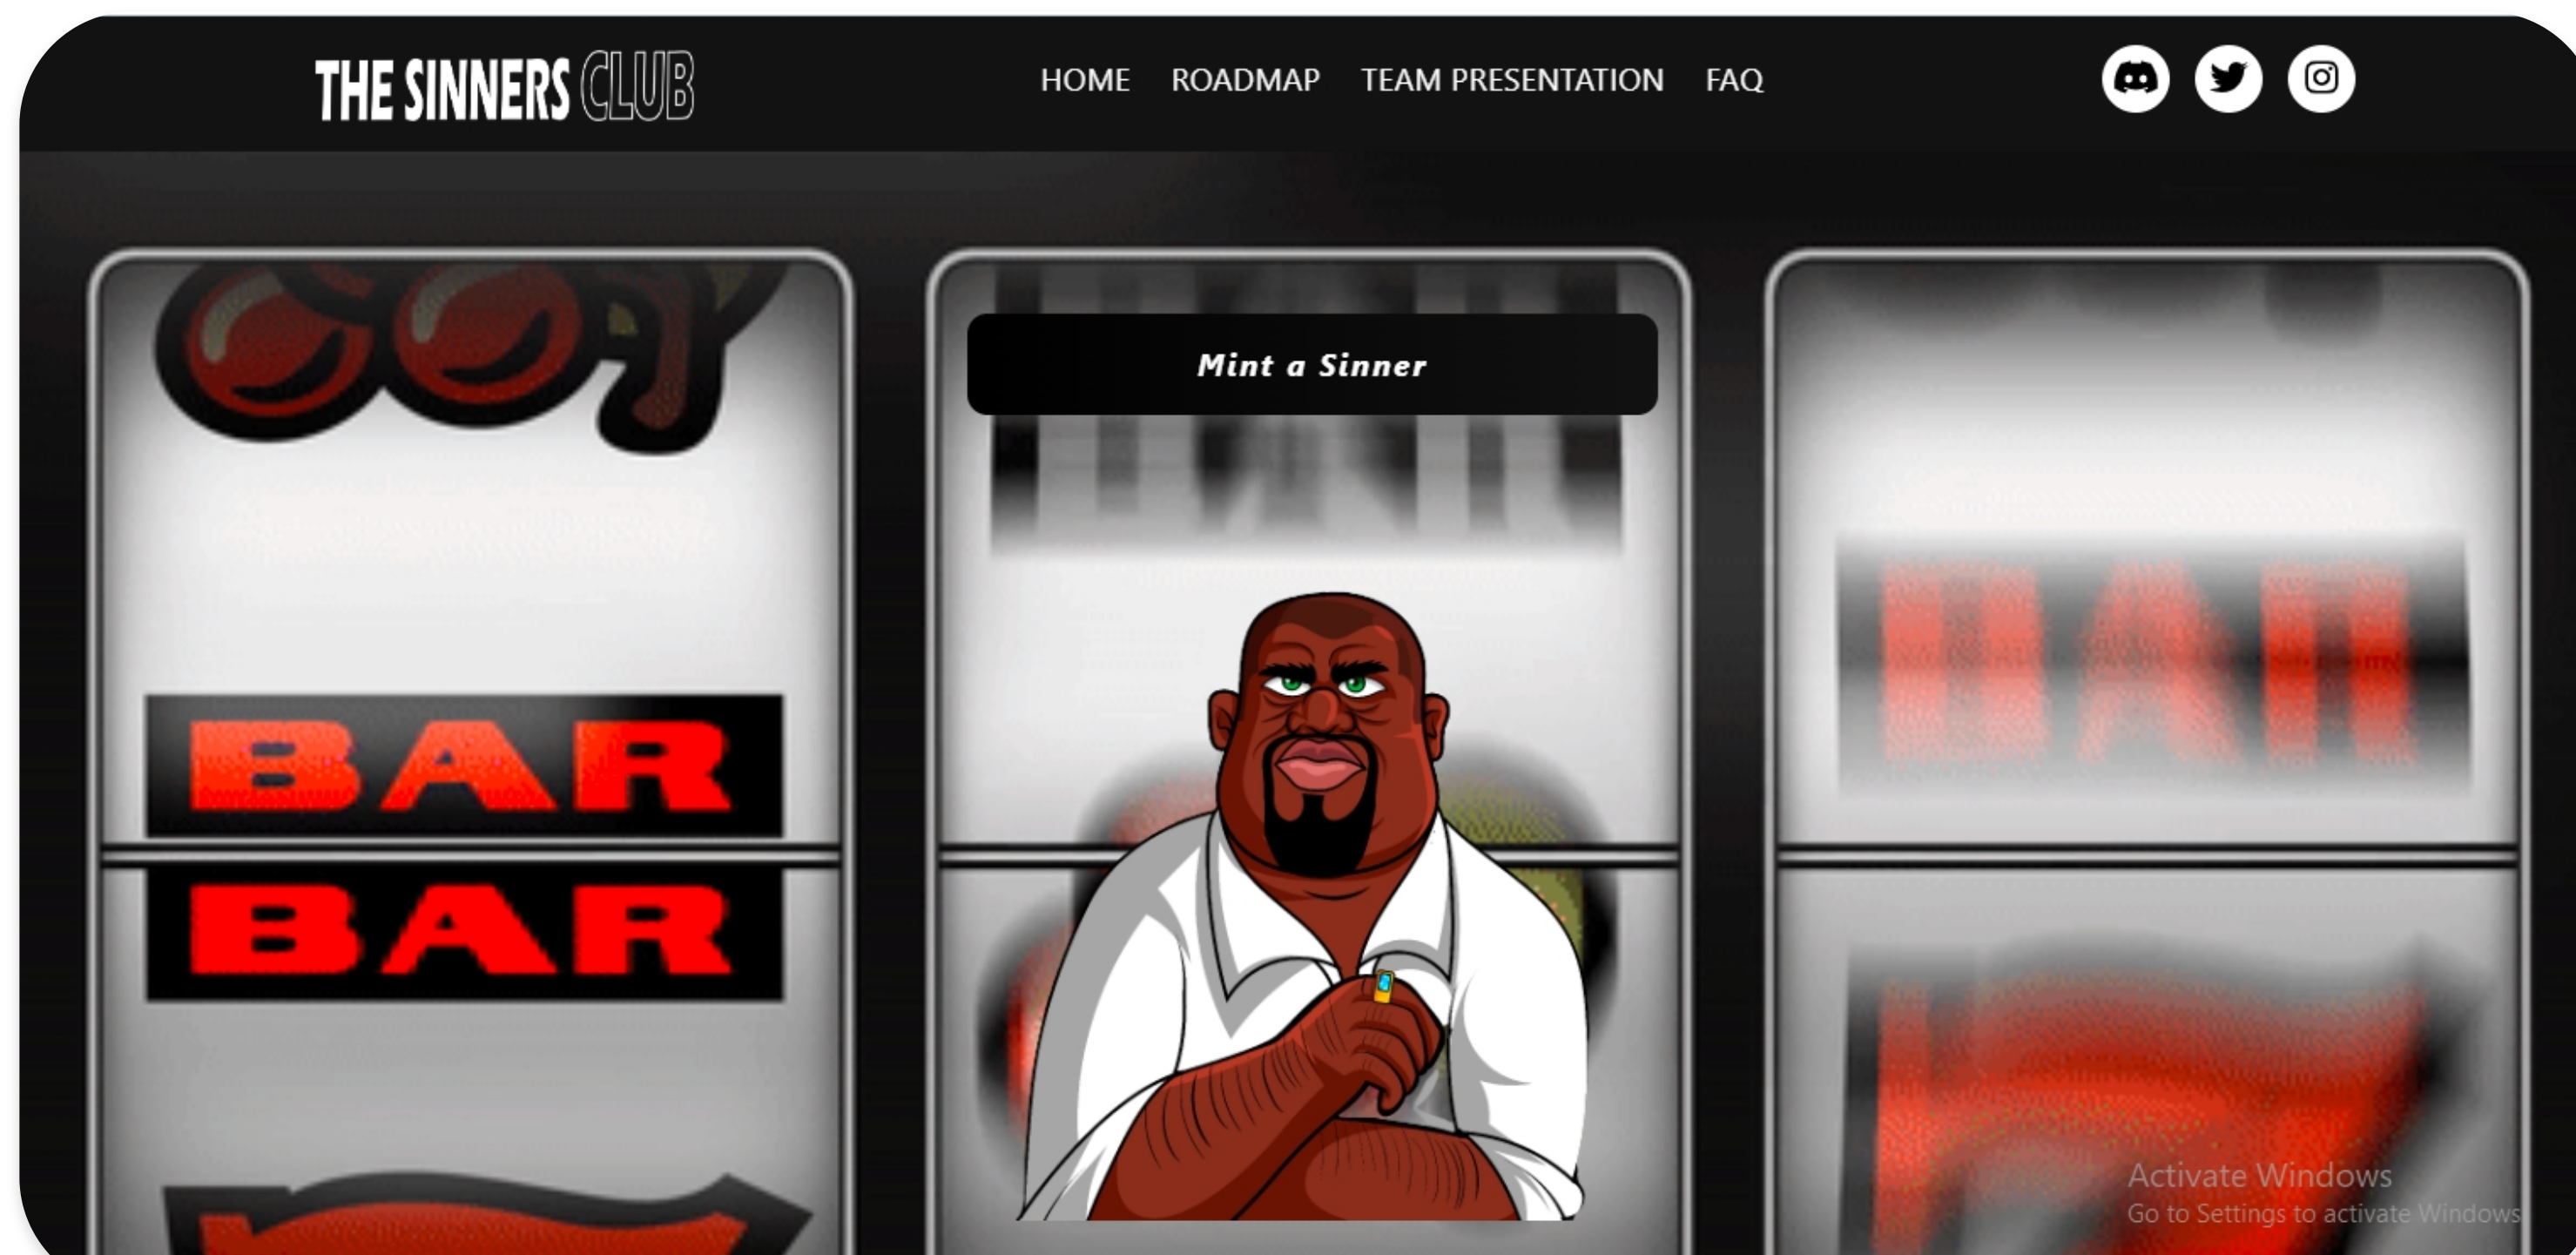 THE SINNERS CLUB
HOME ROADMAP TEAM PRESENTATION FAQ
Mint a Sinner
BAR
BAR
BAR
Activate Windows
Go to Settings to activate Windows.